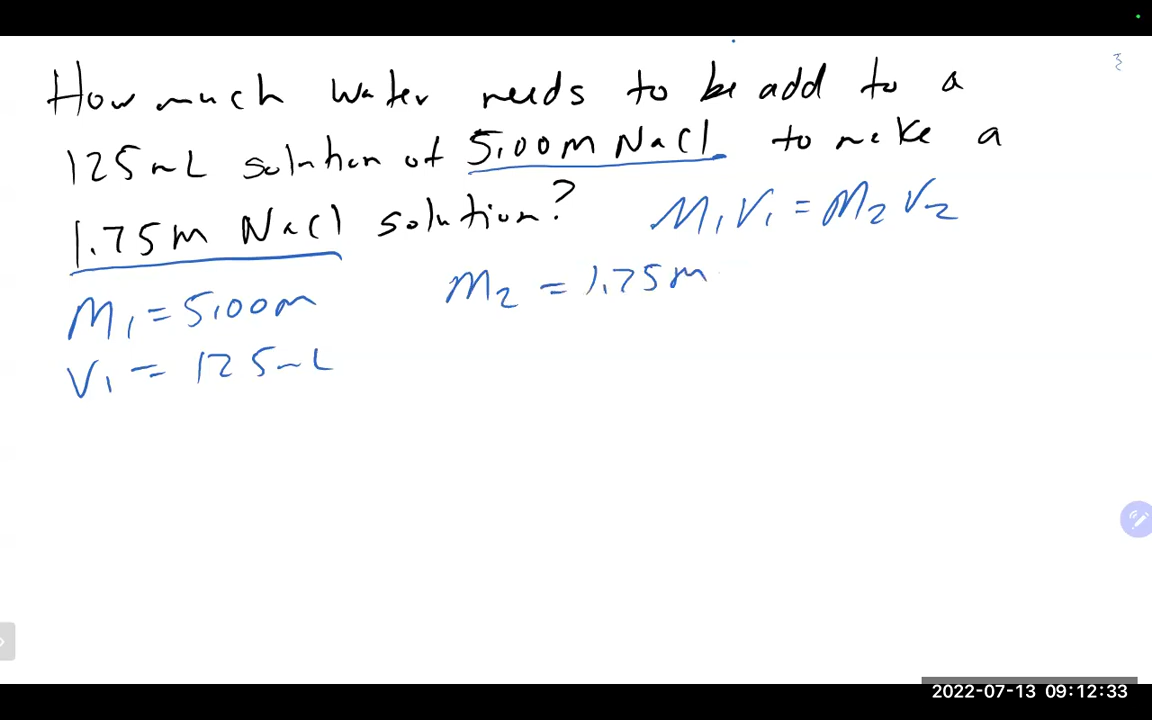 How much water needs to be add to a
125mL solution of 5.00M NaCl to make a
1.75M NaCl solution?
M₁V₁ = M₂V₂
M₁ = 5.00M
M₂ = 1.75M
V₁ = 125mL
2022-07-13 09:12:33